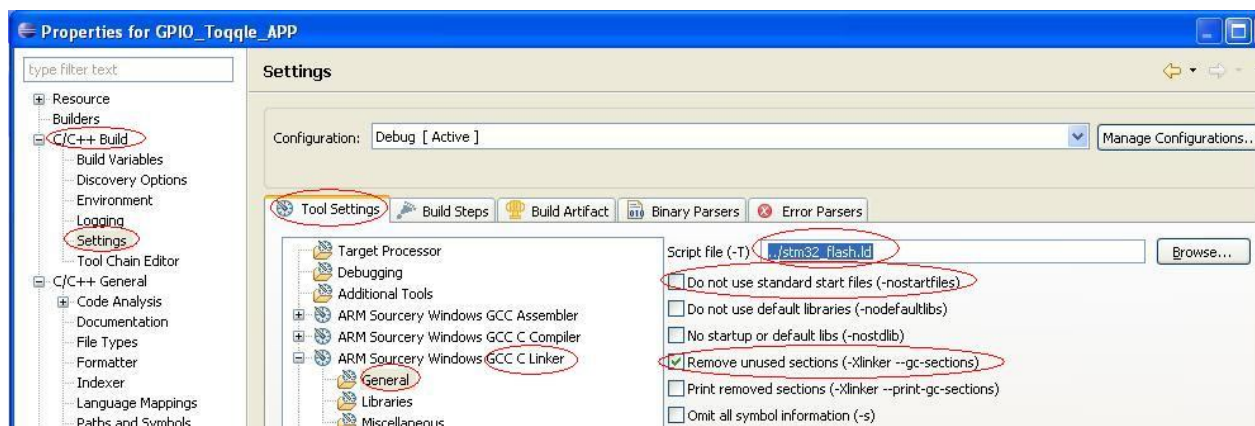 Properties for GPIO_Toqqle_APP
type filter text
Settings
Resource
Builders
C/C++ Build
Build Variables
Discovery Options
Environment
Logging
Settings
Tool Chain Editor
C/C++ General
Code Analysis
Documentation
File Types
Formatter
Indexer
Language Mappings
Paths and Symbols
Configuration: Debug [ Active ]
Manage Configurations..
Tool Settings Build Steps Build Artifact Binary Parsers Error Parsers
Target Processor
Debugging
Additional Tools
ARM Sourcery Windows GCC Assembler
ARM Sourcery Windows GCC C Compiler
ARM Sourcery Windows GCC C Linker
General
Libraries
Miscellaneous
Script file (-T) ../stm32_flash.ld Browse...
Do not use standard start files (-nostartfiles)
Do not use default libraries (-nodefaultlibs)
No startup or default libs (-nostdlib)
Remove unused sections (-Xlinker --gc-sections)
Print removed sections (-Xlinker --print-gc-sections)
Omit all symbol information (-s)